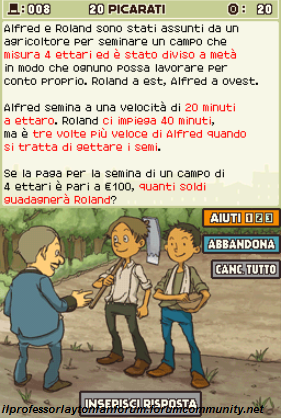 :008 20 PICARATI : 20
Alfred e Roland sono stati assunti da un
agricoltore per seminare un campo che
misura 4 ettari ed è stato diviso a metà
in modo che ognuno possa lavorare per
conto proprio. Roland a est, Alfred a ovest.
Alfred semina a una velocità di 20 minuti
a ettaro. Roland ci impiega 40 minuti,
ma è tre volte più veloce di Alfred quando
si tratta di gettare i semi.
Se la paga per la semina di un campo di
4 ettari è pari a €100, quanti soldi
guadagnerà Roland?
AIUTI 1 2 3
ABBANDONA
CANC TUTTO
INSERISCI RISPOSTA
ilprofessorlaytonfanforum.forumcommunity.net